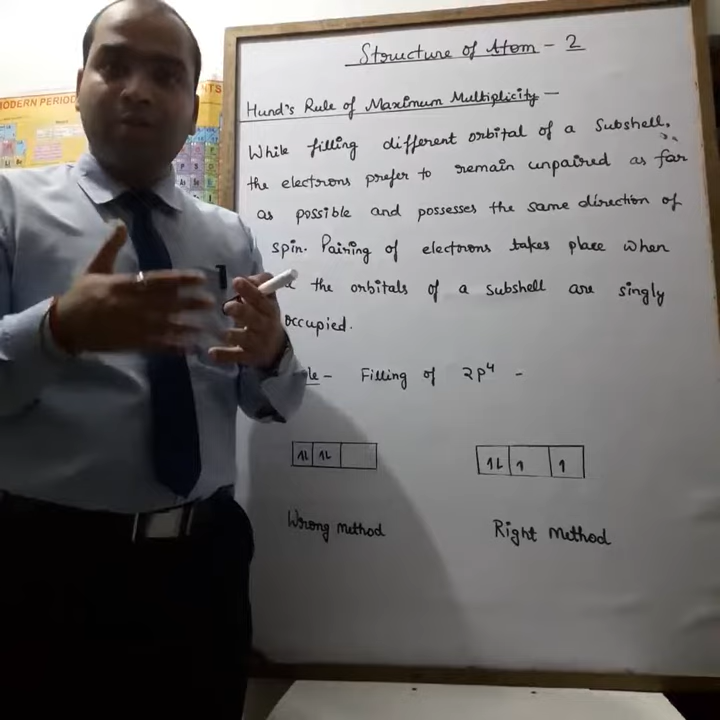 Structure of Atom - 2
MODERN PERIOD
Hund's Rule of Maximum Multiplicity -
While filling different orbital of a Subshell,
the electrons prefer to remain unpaired as far
as possible and possesses the same direction of
spin. Pairing of electrons takes place when
the orbitals of a subshell are singly
occupied.
Filling of 2P⁴ -
↿⇂ ↿⇂
↿⇂ ↿ ↿
Wrong Method
Right Method